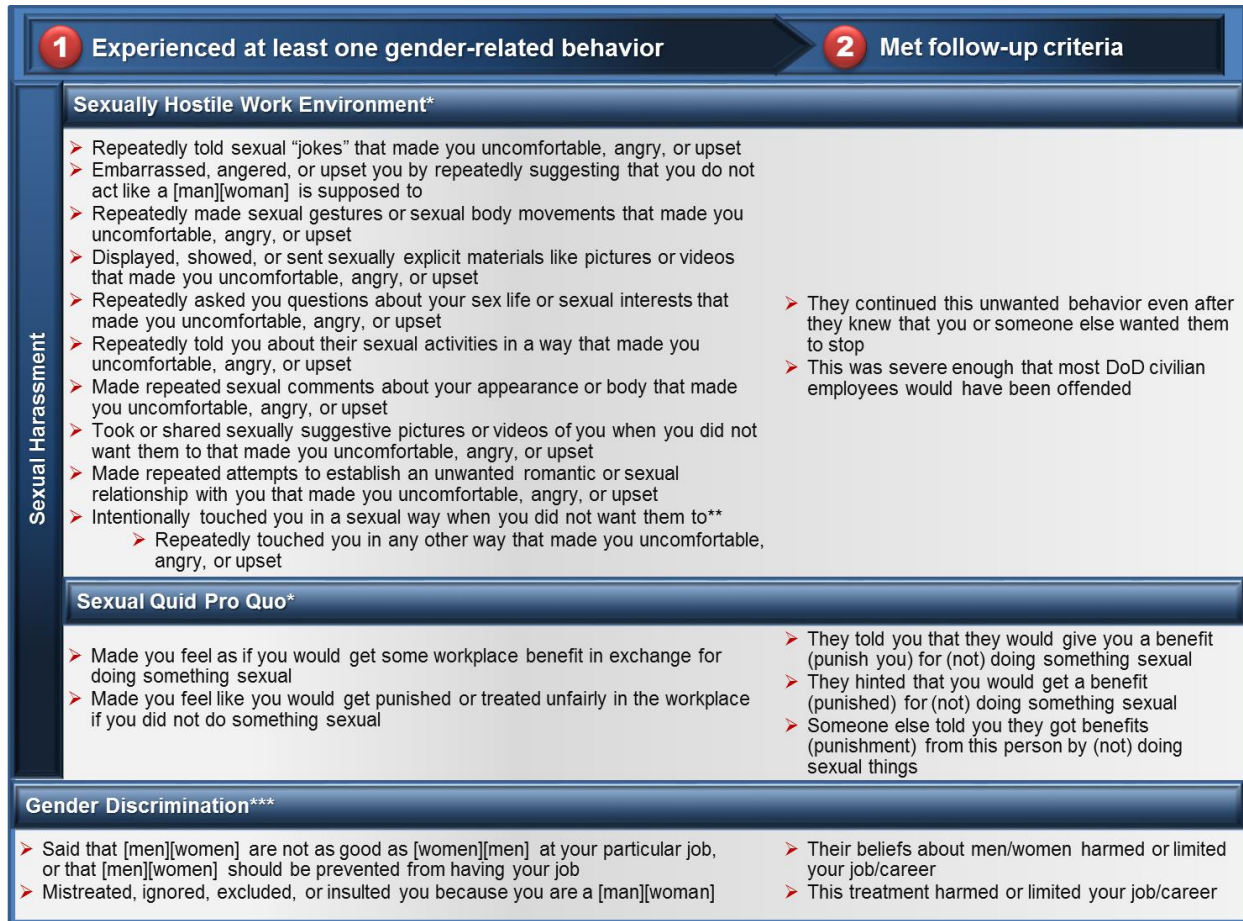 1 Experienced at least one gender-related behavior
2 Met follow-up criteria
Sexual Harassment
Sexually Hostile Work Environment*
➢ Repeatedly told sexual “jokes” that made you uncomfortable, angry, or upset
➢ Embarrassed, angered, or upset you by repeatedly suggesting that you do not
act like a [man][woman] is supposed to
➢ Repeatedly made sexual gestures or sexual body movements that made you
uncomfortable, angry, or upset
➢ Displayed, showed, or sent sexually explicit materials like pictures or videos
that made you uncomfortable, angry, or upset
➢ Repeatedly asked you questions about your sex life or sexual interests that
made you uncomfortable, angry, or upset
➢ Repeatedly told you about their sexual activities in a way that made you
uncomfortable, angry, or upset
➢ Made repeated sexual comments about your appearance or body that made
you uncomfortable, angry, or upset
➢ Took or shared sexually suggestive pictures or videos of you when you did not
want them to that made you uncomfortable, angry, or upset
➢ Made repeated attempts to establish an unwanted romantic or sexual
relationship with you that made you uncomfortable, angry, or upset
➢ Intentionally touched you in a sexual way when you did not want them to**
➢ Repeatedly touched you in any other way that made you uncomfortable,
angry, or upset
➢ They continued this unwanted behavior even after
they knew that you or someone else wanted them
to stop
➢ This was severe enough that most DoD civilian
employees would have been offended
Sexual Quid Pro Quo*
➢ Made you feel as if you would get some workplace benefit in exchange for
doing something sexual
➢ Made you feel like you would get punished or treated unfairly in the workplace
if you did not do something sexual
➢ They told you that they would give you a benefit
(punish you) for (not) doing something sexual
➢ They hinted that you would get a benefit
(punished) for (not) doing something sexual
➢ Someone else told you they got benefits
(punishment) from this person by (not) doing
sexual things
Gender Discrimination***
➢ Said that [men][women] are not as good as [women][men] at your particular job,
or that [men][women] should be prevented from having your job
➢ Mistreated, ignored, excluded, or insulted you because you are a [man][woman]
➢ Their beliefs about men/women harmed or limited
your job/career
➢ This treatment harmed or limited your job/career